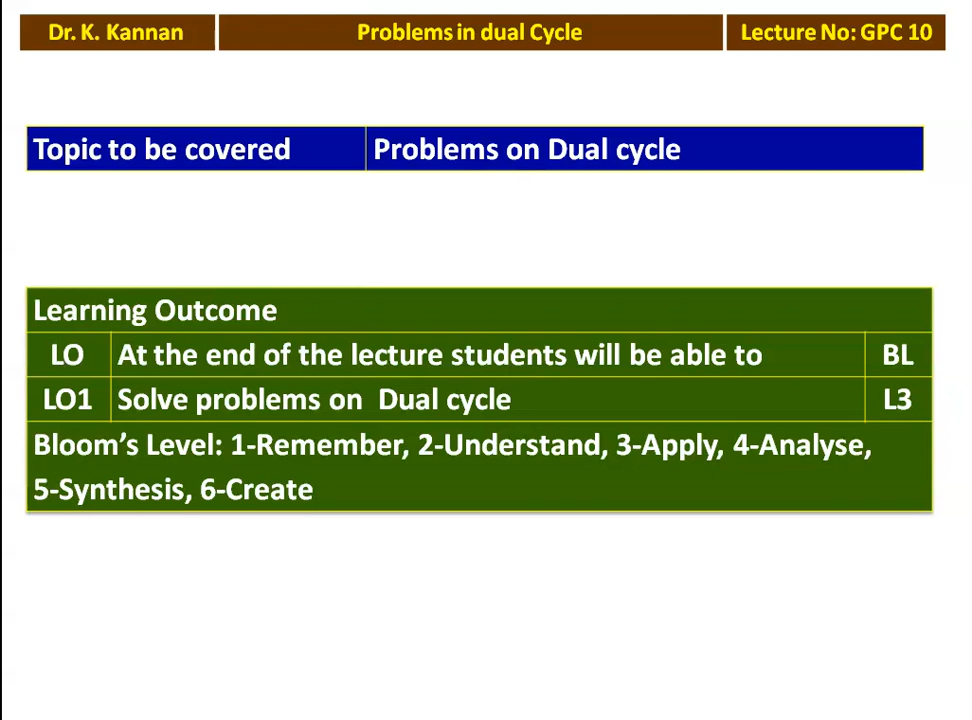 Dr. K. Kannan
Problems in dual Cycle
Lecture No: GPC 10
Topic to be covered
Problems on Dual cycle
Learning Outcome
LO At the end of the lecture students will be able to BL
LO1 Solve problems on Dual cycle L3
Bloom's Level: 1-Remember, 2-Understand, 3-Apply, 4-Analyse,
5-Synthesis, 6-Create